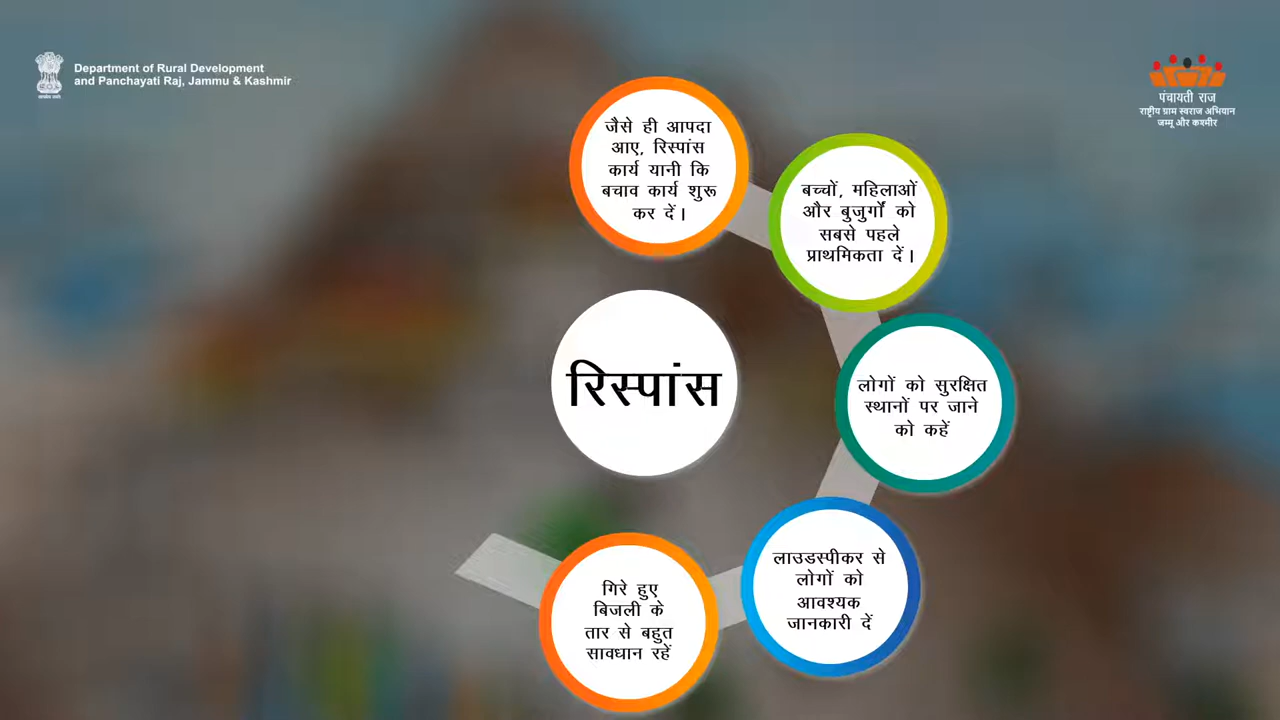 Department of Rural Development
and Panchayati Raj, Jammu & Kashmir
पंचायती राज
राष्ट्रीय ग्राम स्वराज अभियान
जम्मू और कश्मीर
जैसे ही आपदा
आए, रिस्पांस
कार्य यानी कि
बचाव कार्य शुरू
कर दें।
बच्चों, महिलाओं
और बुजुर्गों को
सबसे पहले
प्राथमिकता दें।
लोगों को सुरक्षित
स्थानों पर जाने
को कहें
रिस्पांस
लाउडस्पीकर से
लोगों को
आवश्यक
जानकारी दें
गिरे हुए
बिजली के
तार से बहुत
सावधान रहें